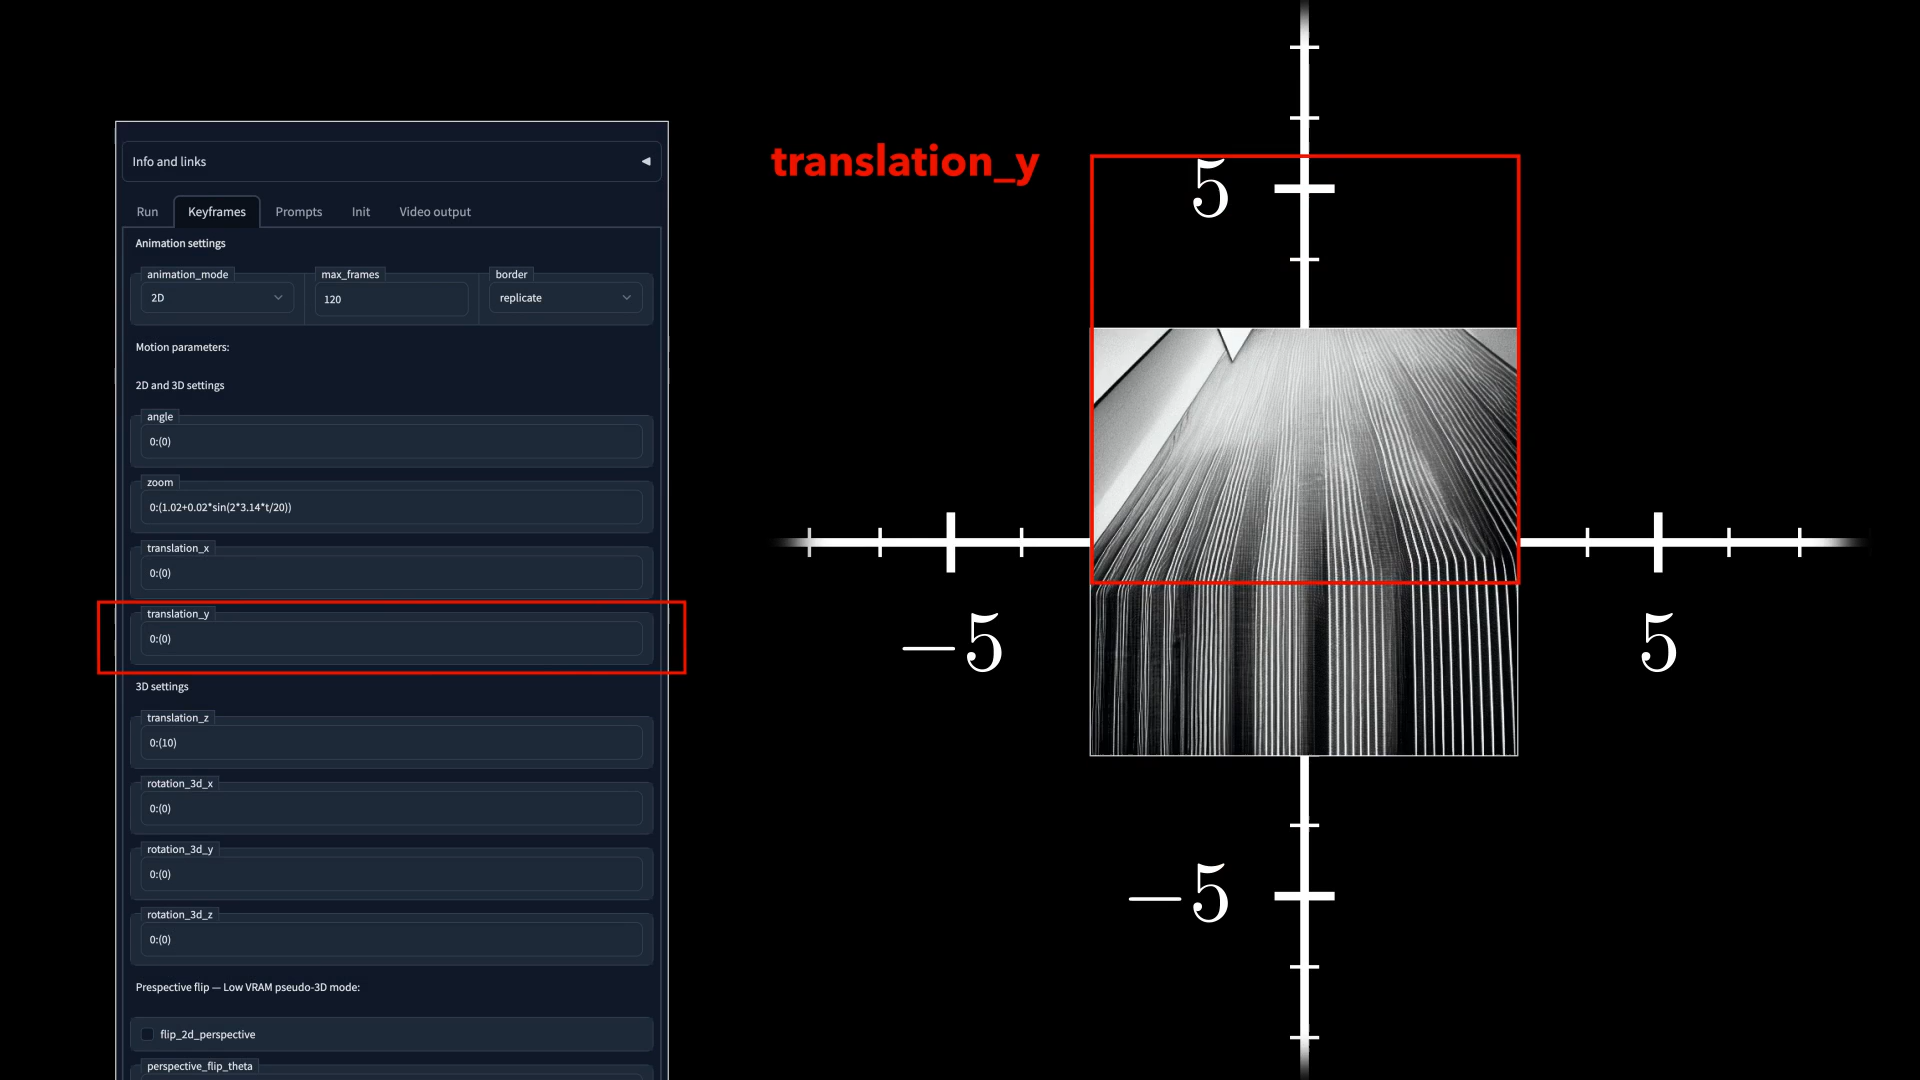 Info and links
Run Keyframes Prompts Init Video output
Animation settings
animation_mode max_frames border
2D 120 replicate
Motion parameters:
2D and 3D settings
angle
0:(0)
zoom
0:(1.02+0.02*sin(2*3.14*t/20))
translation_x
0:(0)
translation_y
0:(0)
3D settings
translation_z
0:(10)
rotation_3d_x
0:(0)
rotation_3d_y
0:(0)
rotation_3d_z
0:(0)
Prespective flip — Low VRAM pseudo-3D mode:
flip_2d_perspective
perspective_flip_theta
translation_y
5
−5
5
−5